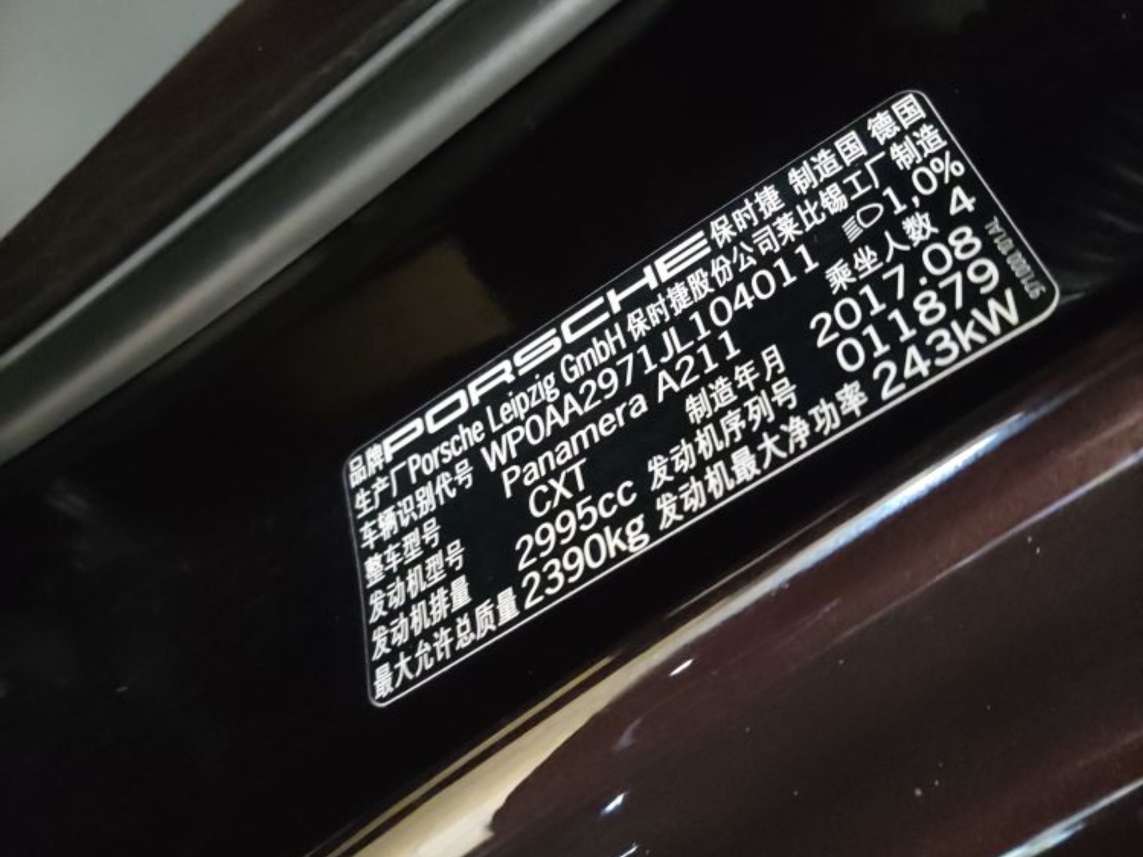 品牌 PORSCHE 保时捷 制造国 德国
生产厂 Porsche Leipzig GmbH 保时捷股份公司莱比锡工厂制造
车辆识别代号 WP0AA2971JL104011 1,0%
整车型号 Panamera A211 乘坐人数 4
发动机型号 CXT 制造年月 2017.08
发动机排量 2995cc 发动机序列号 011879
最大允许总质量 2390kg 发动机最大净功率 243kW